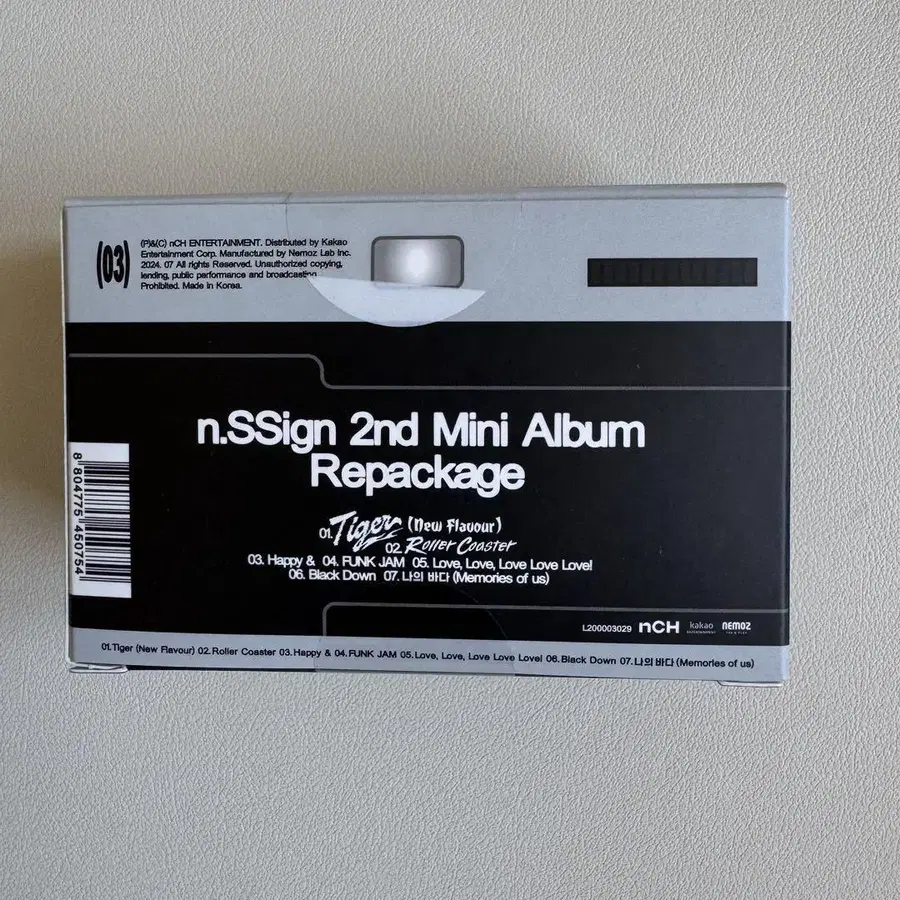 (03)
(P)&(C) nCH ENTERTAINMENT. Distributed by Kakao
Entertainment Corp. Manufactured by Nemoz Lab Inc.
2024. 07 All rights Reserved. Unauthorized copying,
lending, public performance and broadcasting
Prohibited. Made in Korea.
n.SSign 2nd Mini Album
Repackage
01. Tiger (New Flavour)
02. Roller Coaster
03. Happy & 04. FUNK JAM 05. Love, Love, Love Love Love!
06. Black Down 07. 나의 바다 (Memories of us)
8 804775 450754
L200003029 nCH kakao ENTERTAINMENT nemoz
01.Tiger (New Flavour) 02.Roller Coaster 03.Happy & 04.FUNK JAM 05.Love, Love, Love Love Love! 06.Black Down 07.나의 바다 (Memories of us)